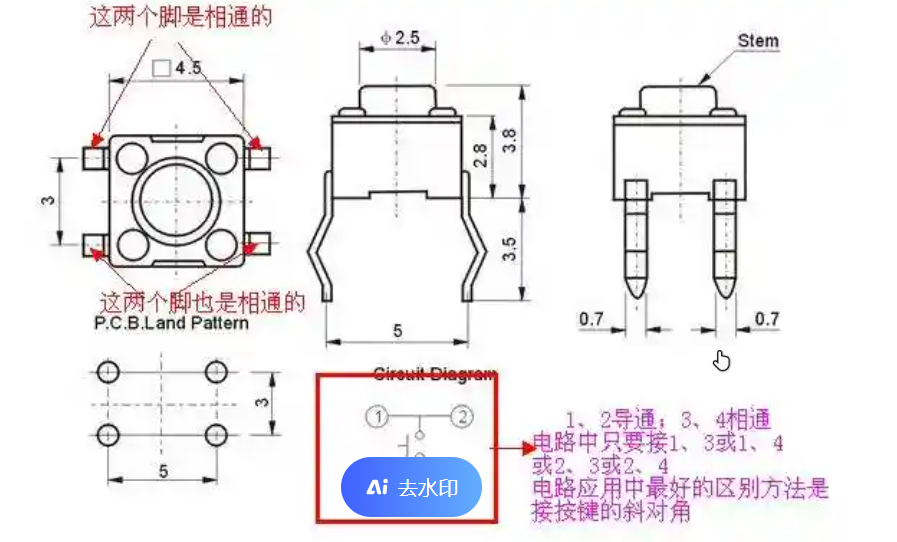 这两个脚是相通的
ϕ2.5
Stem
□ 4.5
3
2.8
3.8
3.5
这两个脚也是相通的
P.C.B.Land Pattern
5
0.7
0.7
Circuit Diagram
1 2
3
5
Ai 去水印
1、2导通；3、4相通
电路中只要接1、3或1、4
或2、3或2、4
电路应用中最好的区别方法是
接按键的斜对角